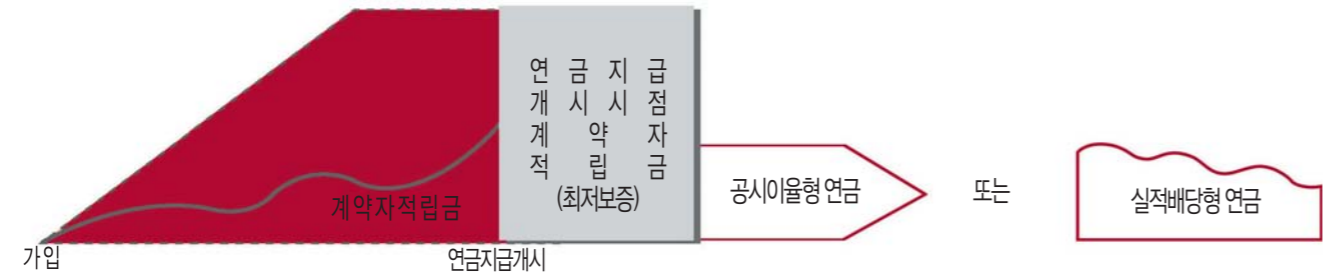 연 금 지 급
개 시 시 점
계 약 자
적 립 금
(최저보증)
계약자적립금
공시이율형 연금
또는
실적배당형 연금
가입
연금지급개시